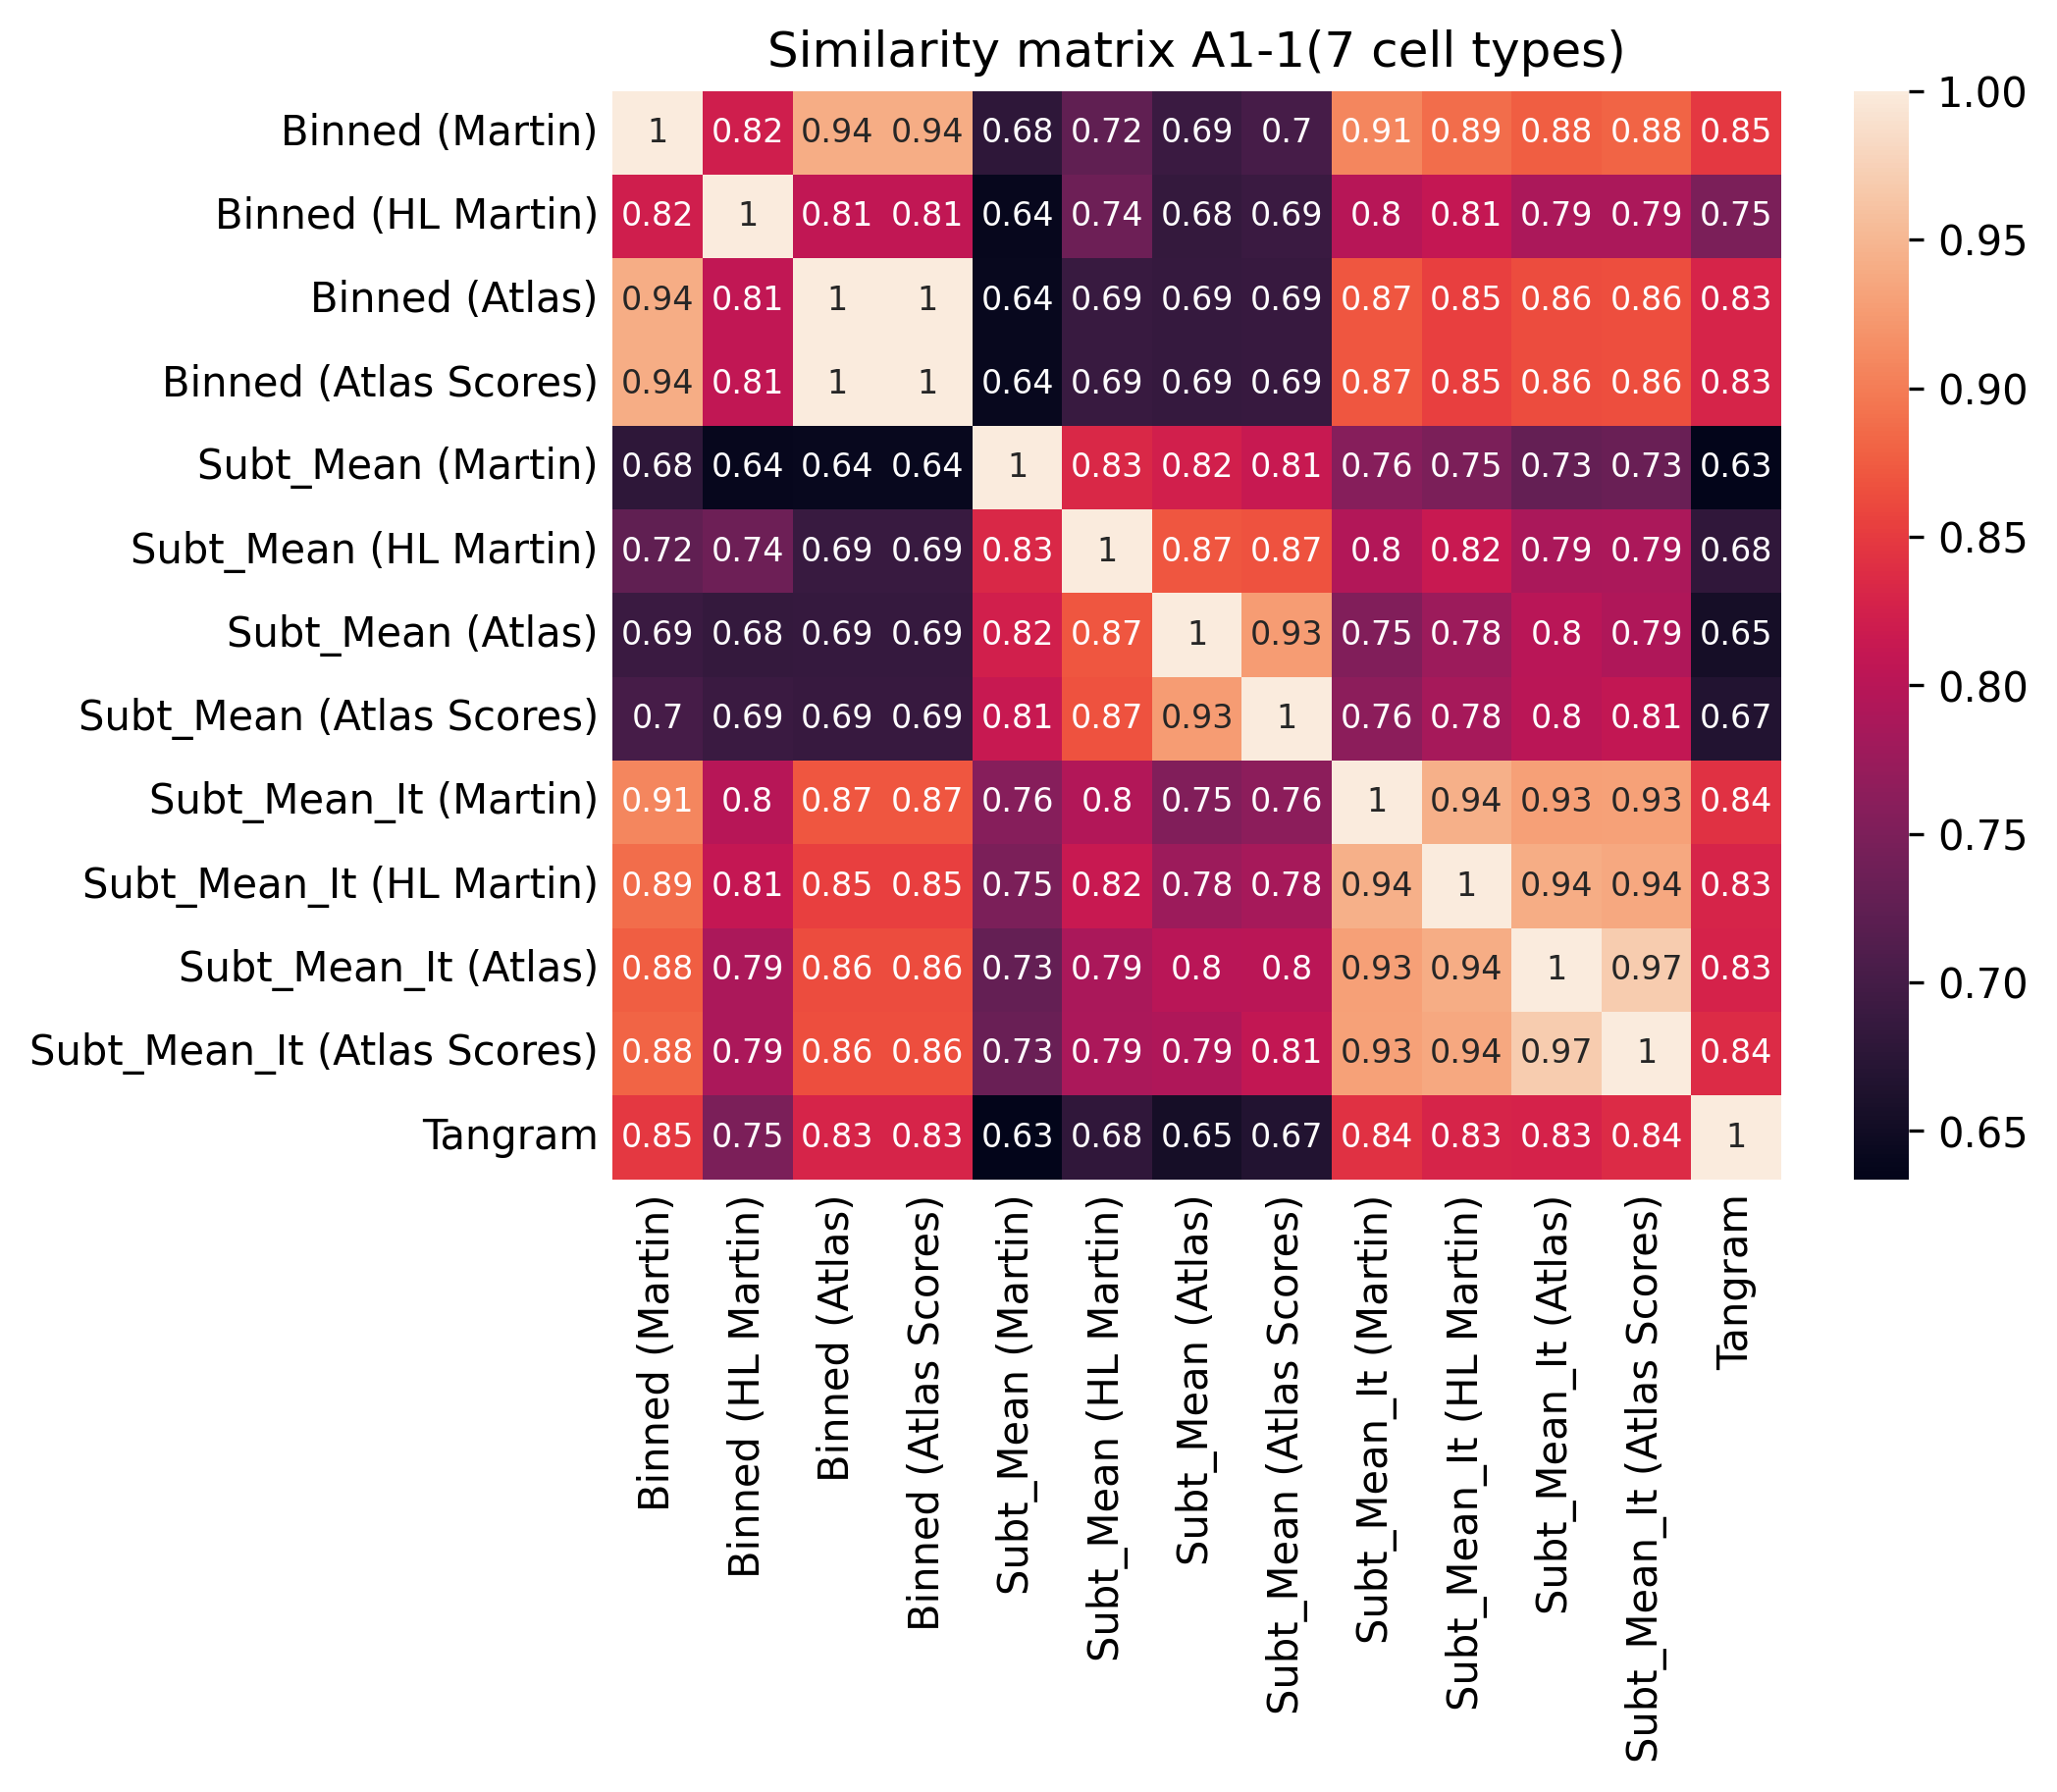 Similarity matrix A1-1(7 cell types)
Binned (Martin) 1 0.82 0.94 0.94 0.68 0.72 0.69 0.7 0.91 0.89 0.88 0.88 0.85
Binned (HL Martin) 0.82 1 0.81 0.81 0.64 0.74 0.68 0.69 0.8 0.81 0.79 0.79 0.75
Binned (Atlas) 0.94 0.81 1 1 0.64 0.69 0.69 0.69 0.87 0.85 0.86 0.86 0.83
Binned (Atlas Scores) 0.94 0.81 1 1 0.64 0.69 0.69 0.69 0.87 0.85 0.86 0.86 0.83
Subt_Mean (Martin) 0.68 0.64 0.64 0.64 1 0.83 0.82 0.81 0.76 0.75 0.73 0.73 0.63
Subt_Mean (HL Martin) 0.72 0.74 0.69 0.69 0.83 1 0.87 0.87 0.8 0.82 0.79 0.79 0.68
Subt_Mean (Atlas) 0.69 0.68 0.69 0.69 0.82 0.87 1 0.93 0.75 0.78 0.8 0.79 0.65
Subt_Mean (Atlas Scores) 0.7 0.69 0.69 0.69 0.81 0.87 0.93 1 0.76 0.78 0.8 0.81 0.67
Subt_Mean_It (Martin) 0.91 0.8 0.87 0.87 0.76 0.8 0.75 0.76 1 0.94 0.93 0.93 0.84
Subt_Mean_It (HL Martin) 0.89 0.81 0.85 0.85 0.75 0.82 0.78 0.78 0.94 1 0.94 0.94 0.83
Subt_Mean_It (Atlas) 0.88 0.79 0.86 0.86 0.73 0.79 0.8 0.8 0.93 0.94 1 0.97 0.83
Subt_Mean_It (Atlas Scores) 0.88 0.79 0.86 0.86 0.73 0.79 0.79 0.81 0.93 0.94 0.97 1 0.84
Tangram 0.85 0.75 0.83 0.83 0.63 0.68 0.65 0.67 0.84 0.83 0.83 0.84 1
Binned (Martin)
Binned (HL Martin)
Binned (Atlas)
Binned (Atlas Scores)
Subt_Mean (Martin)
Subt_Mean (HL Martin)
Subt_Mean (Atlas)
Subt_Mean (Atlas Scores)
Subt_Mean_It (Martin)
Subt_Mean_It (HL Martin)
Subt_Mean_It (Atlas)
Subt_Mean_It (Atlas Scores)
Tangram
1.00
0.95
0.90
0.85
0.80
0.75
0.70
0.65